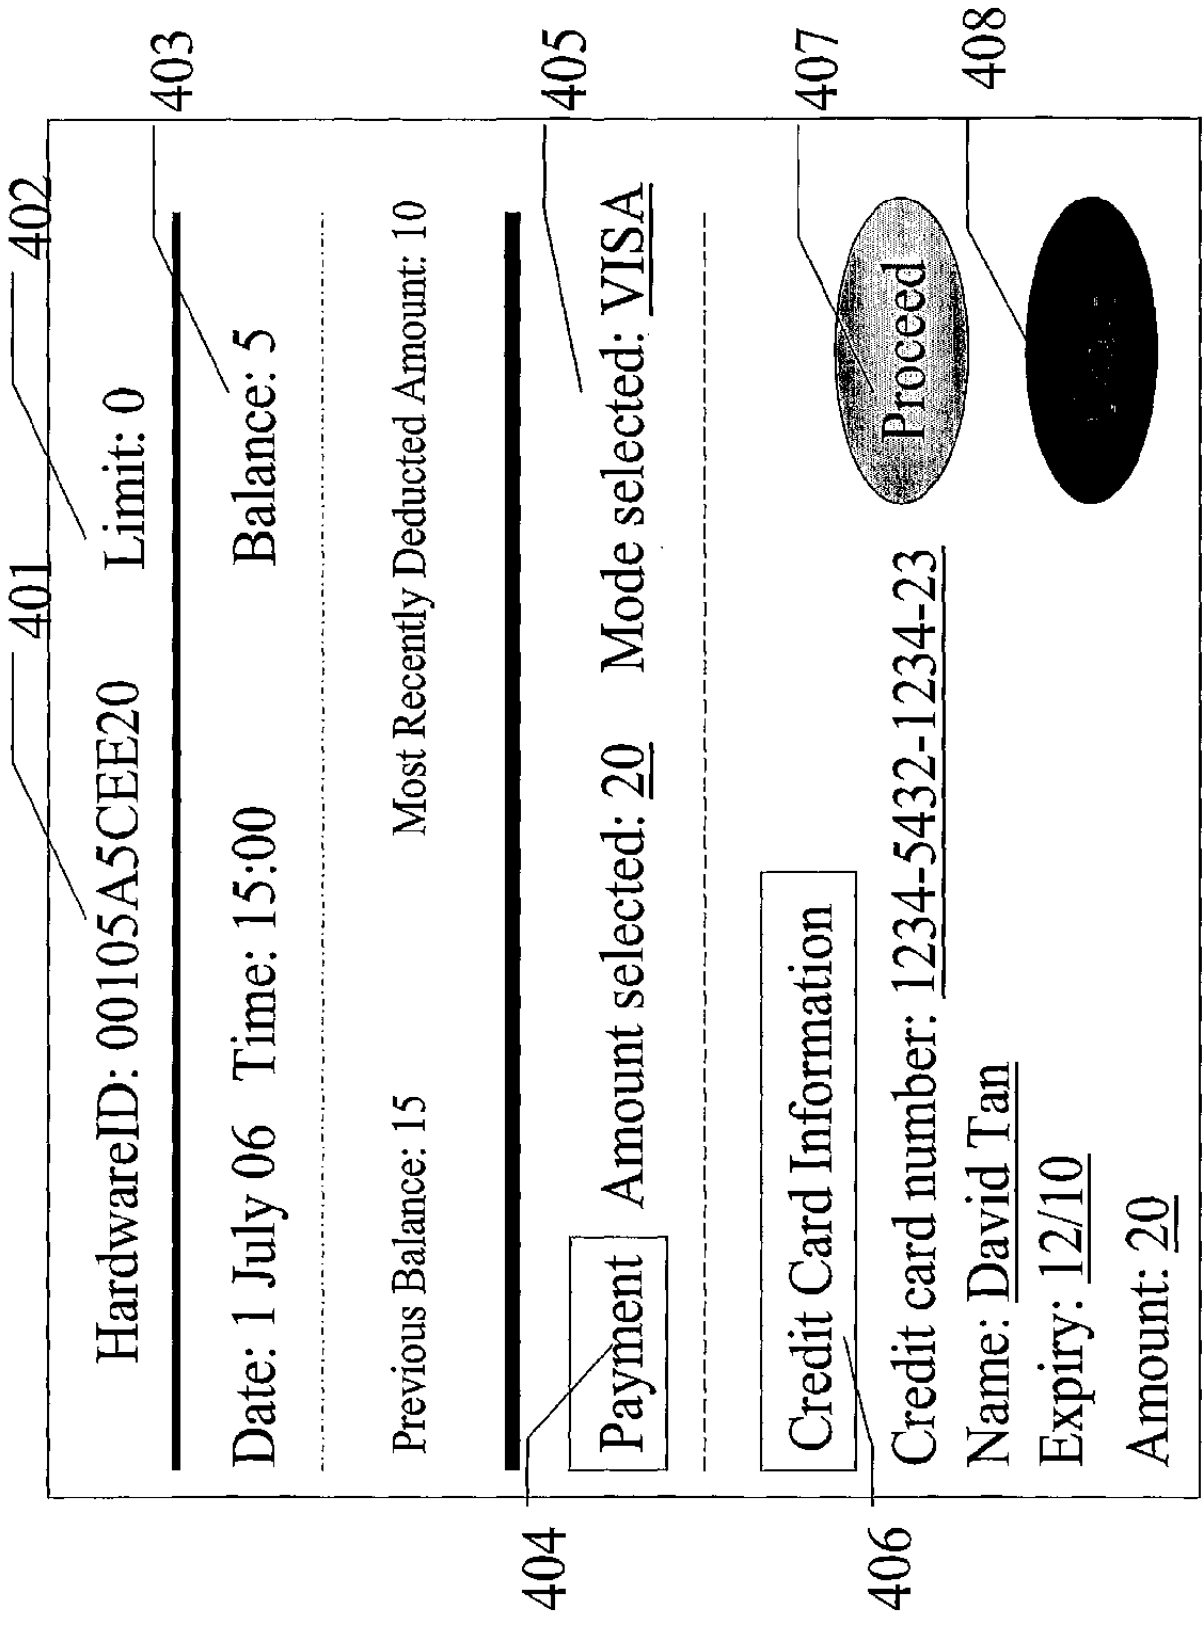 401
402
HardwareID: 00105A5CEE20 Limit: 0
403
Date: 1 July 06 Time: 15:00 Balance: 5
Previous Balance: 15 Most Recently Deducted Amount: 10
404
405
Payment Amount selected: 20 Mode selected: VISA
407
Credit Card Information
406
Credit card number: 1234-5432-1234-23
Proceed
408
Name: David Tan
Expiry: 12/10
Amount: 20